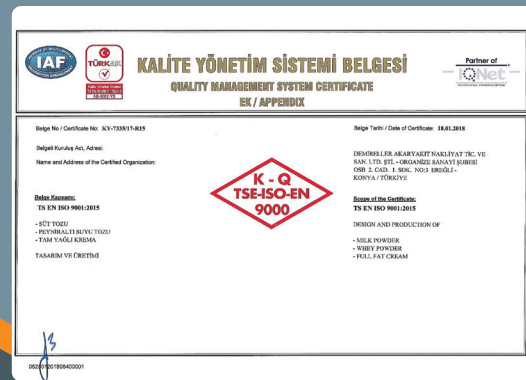 IAF
TÜRKAK
KALİTE YÖNETİM SİSTEMİ BELGESİ
QUALITY MANAGEMENT SYSTEM CERTIFICATE
EK / APPENDIX
Partner of
IQNet
Belge No / Certificate No: KY-7335/17-R15
Belge Tarihi / Date of Certificate: 18.01.2018
Belgeli Kuruluş Adı, Adresi:
Name and Address of the Certified Organization:
DEMİRELLER AKARYAKIT NAKLİYAT TİC. VE
SAN. LTD. ŞTİ. - ORGANİZE SANAYİ ŞUBESİ
OSB 2. CAD. 1. SOK. NO:3 EREĞLİ -
KONYA / TÜRKİYE
K - Q
TSE-ISO-EN
9000
Belge Kapsamı:
TS EN ISO 9001:2015
- SÜT TOZU
- PEYNİRALTI SUYU TOZU
- TAM YAĞLI KREMA
TASARIM VE ÜRETİMİ
Scope of the Certificate:
TS EN ISO 9001:2015
DESIGN AND PRODUCTION OF
- MILK POWDER
- WHEY POWDER
- FULL FAT CREAM